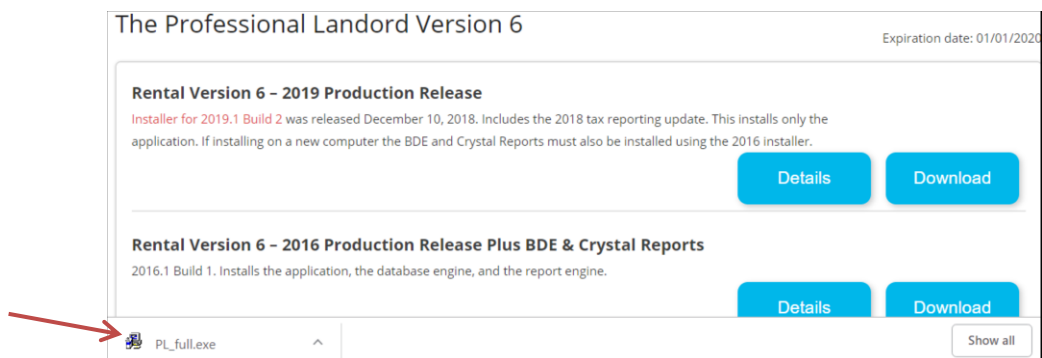 The Professional Landord Version 6
Expiration date: 01/01/2020
Rental Version 6 – 2019 Production Release
Installer for 2019.1 Build 2 was released December 10, 2018. Includes the 2018 tax reporting update. This installs only the
application. If installing on a new computer the BDE and Crystal Reports must also be installed using the 2016 installer.
Details Download
Rental Version 6 – 2016 Production Release Plus BDE & Crystal Reports
2016.1 Build 1. Installs the application, the database engine, and the report engine.
Details Download
PL_full.exe
Show all